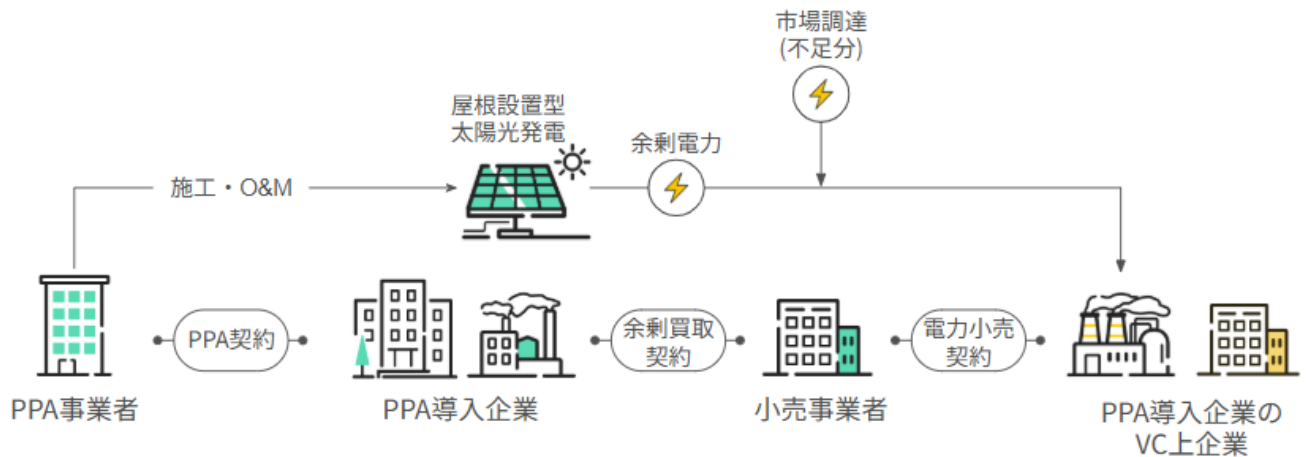 市場調達
(不足分)
屋根設置型
太陽光発電
余剰電力
施工・O&M
PPA契約
余剰買取
契約
電力小売
契約
PPA事業者
PPA導入企業
小売事業者
PPA導入企業の
VC上企業